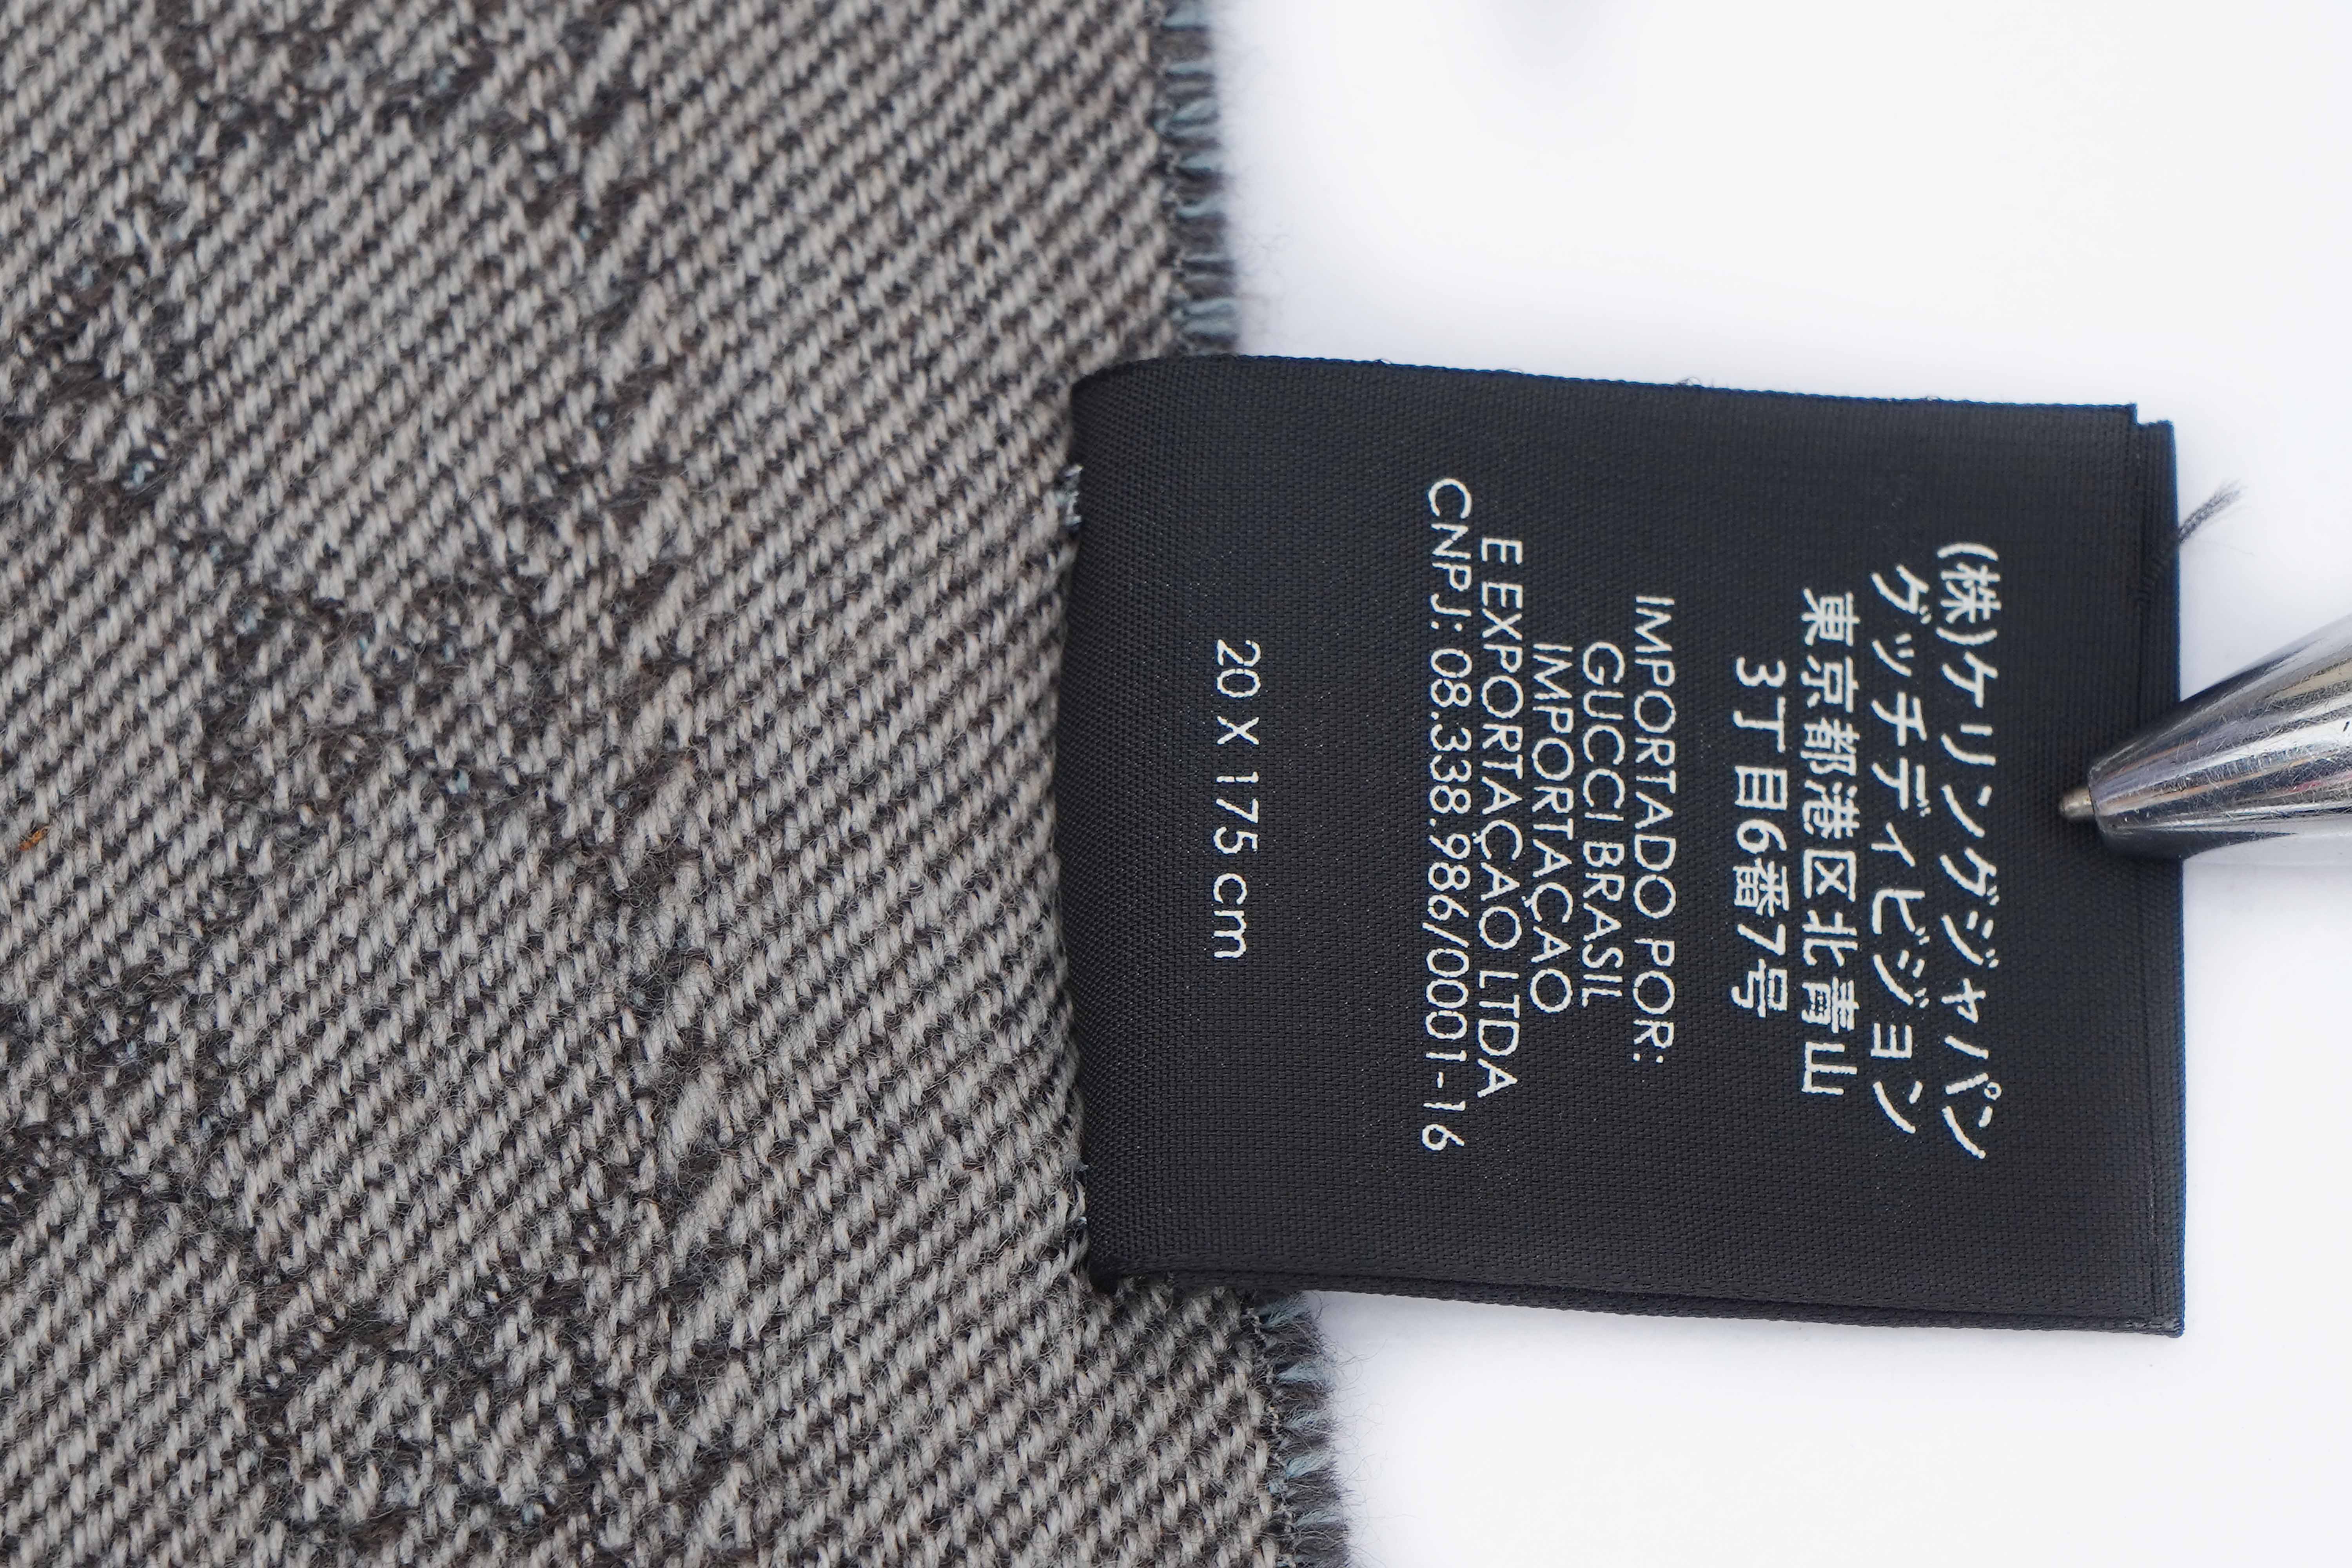 (株)ケリングジャパン
グッチディビジョン
東京都港区北青山
3丁目6番7号
IMPORTADO POR:
GUCCI BRASIL
IMPORTAÇAO
E EXPORTAÇAO LTDA
CNPJ: 08.338.986/0001-16
20 X 175 cm